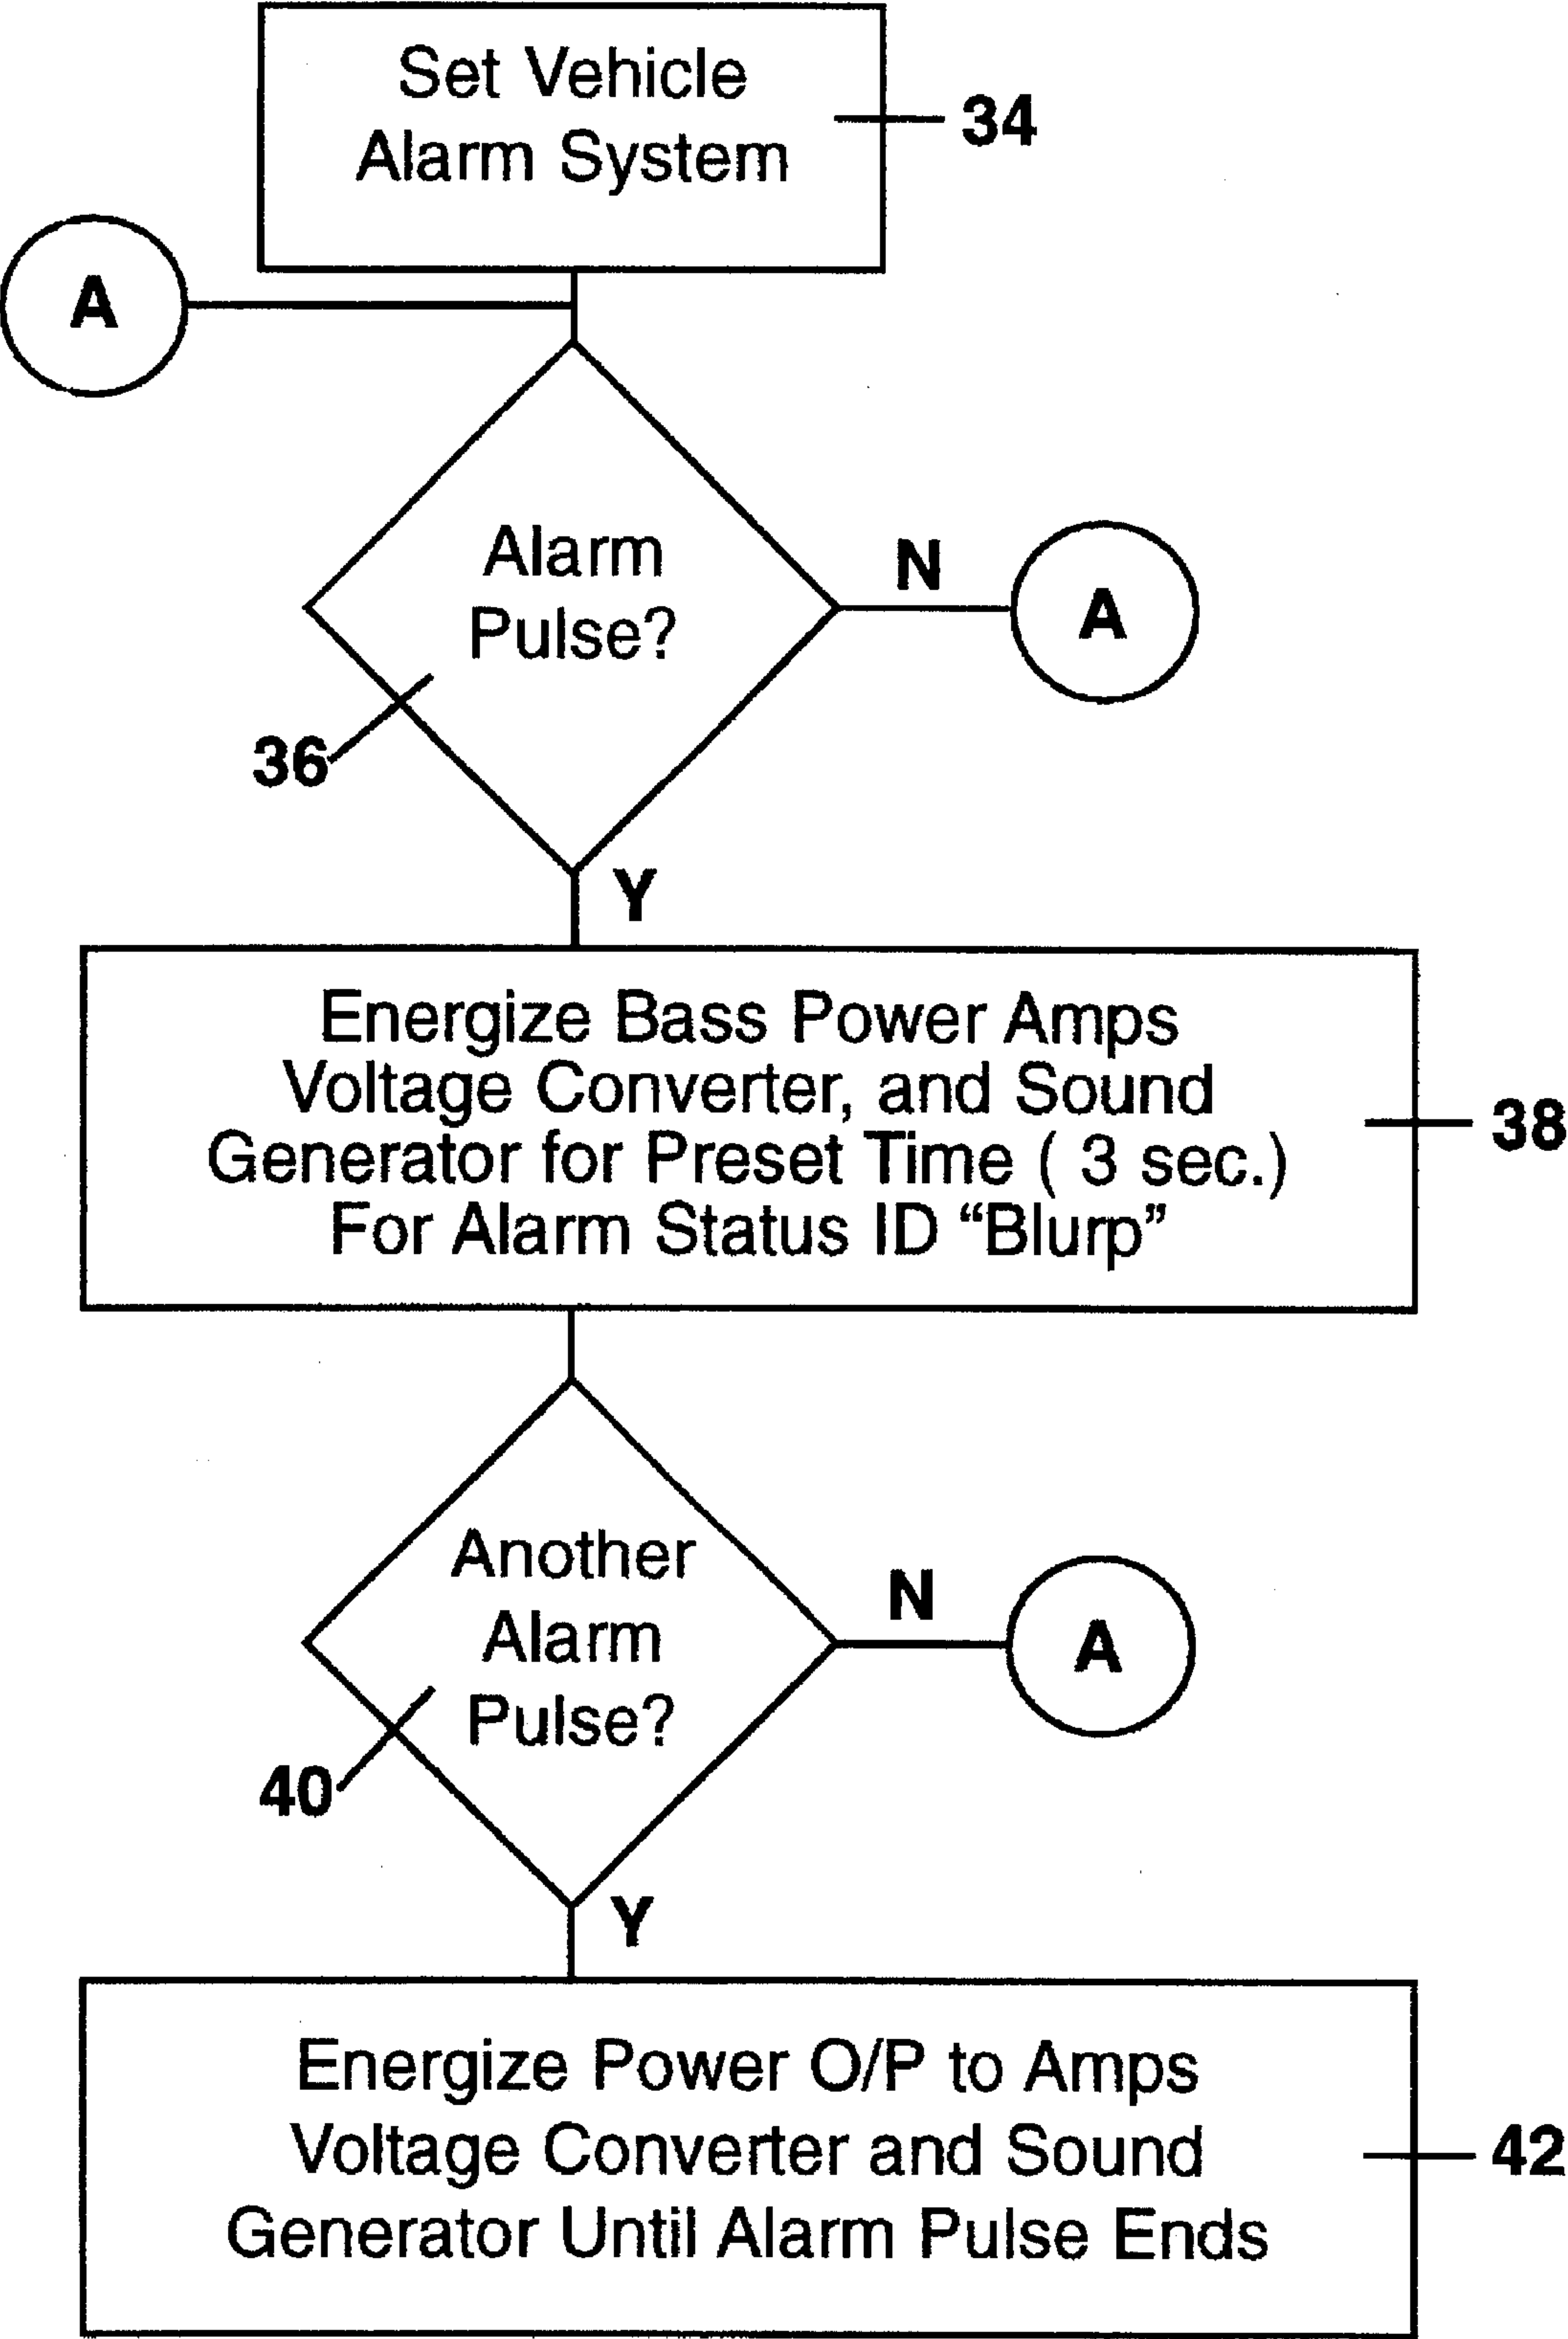 Set Vehicle
Alarm System
34
A
Alarm
Pulse?
N
A
36
Y
Energize Bass Power Amps
Voltage Converter, and Sound
Generator for Preset Time ( 3 sec.)
For Alarm Status ID “Blurp”
38
Another
Alarm
Pulse?
N
A
40
Y
Energize Power O/P to Amps
Voltage Converter and Sound
Generator Until Alarm Pulse Ends
42